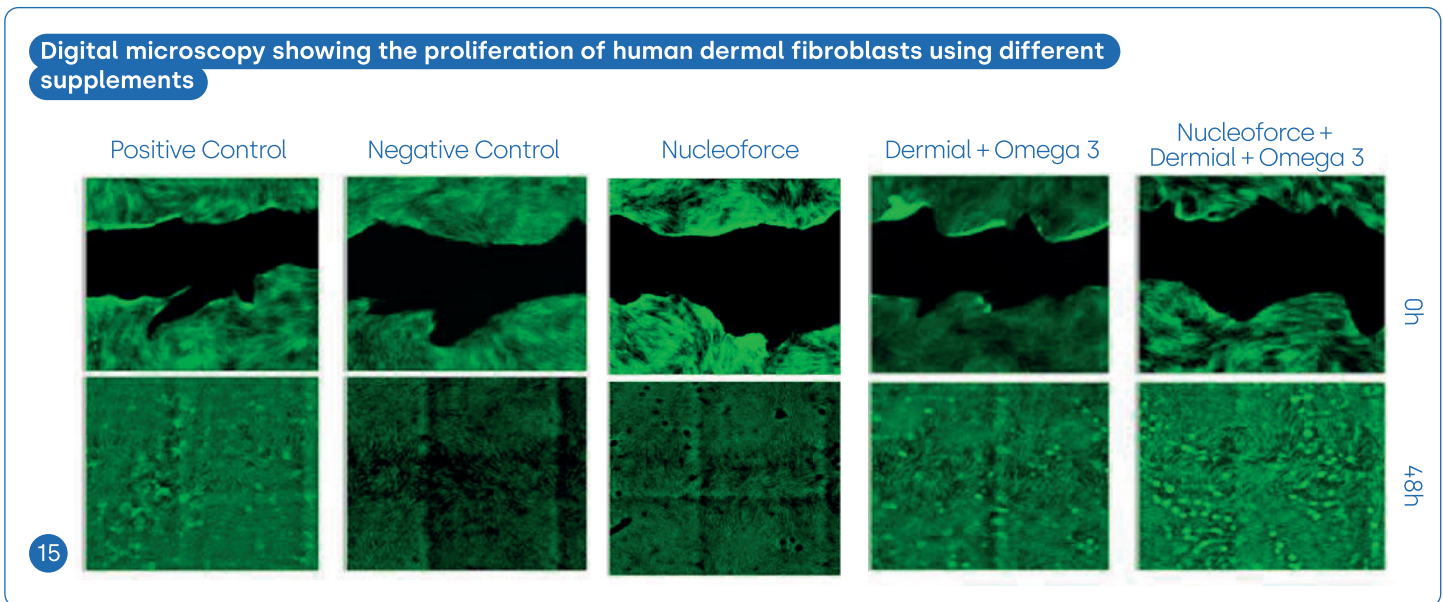 Digital microscopy showing the proliferation of human dermal fibroblasts using different
supplements
Positive Control
Negative Control
Nucleoforce
Dermial + Omega 3
Nucleoforce +
Dermial + Omega 3
0h
48h
15